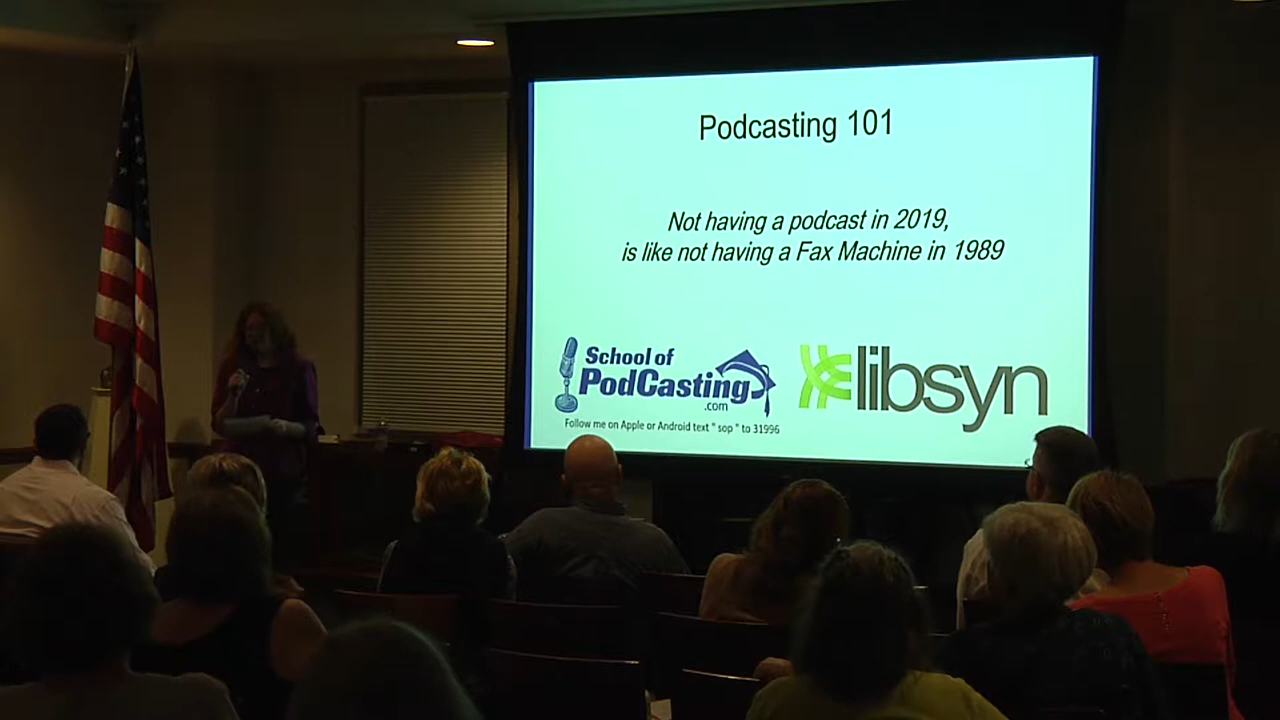 Podcasting 101
Not having a podcast in 2019,
is like not having a Fax Machine in 1989
School of
PodCasting
.com
Follow me on Apple or Android text " sop " to 31996
libsyn